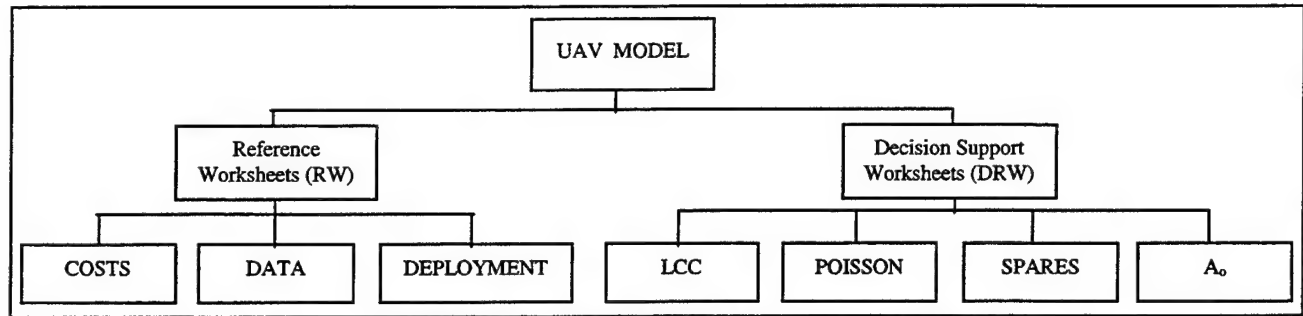 UAV MODEL
Reference
Worksheets (RW)
Decision Support
Worksheets (DRW)
COSTS
DATA
DEPLOYMENT
LCC
POISSON
SPARES
Aₒ